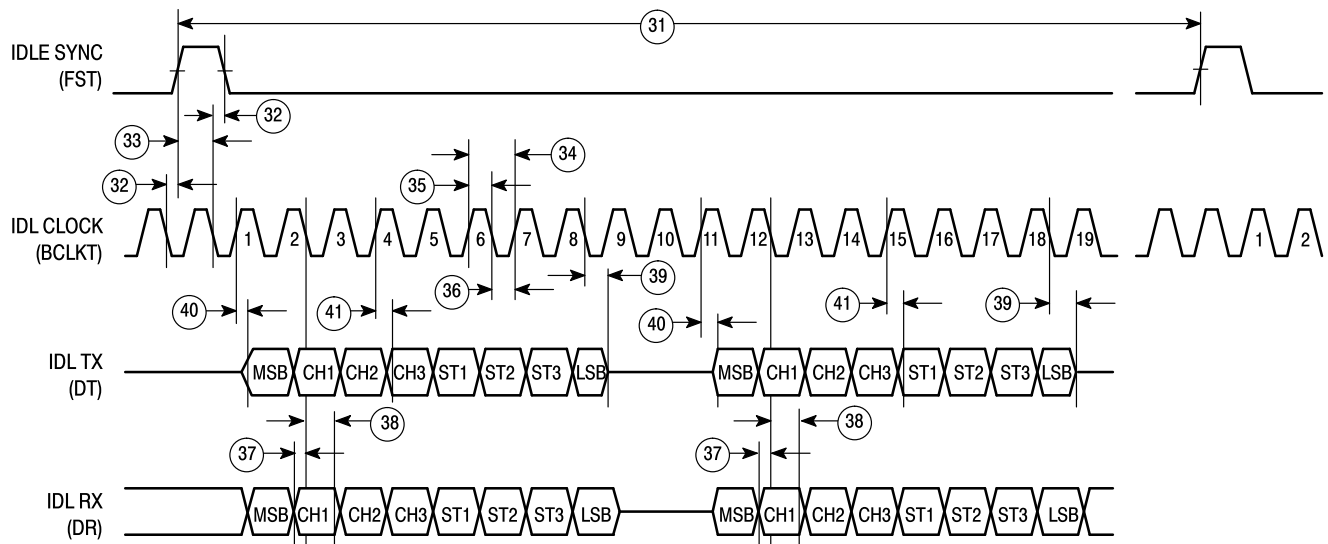 31
IDLE SYNC
(FST)
32
33
34
32
35
IDL CLOCK
(BCLKT)
1 2 3 4 5 6 7 8 9 10 11 12 13 14 15 16 17 18 19 1 2
36
39
40
41
40
41
39
IDL TX
(DT)
MSB CH1 CH2 CH3 ST1 ST2 ST3 LSB MSB CH1 CH2 CH3 ST1 ST2 ST3 LSB
38
38
37
37
IDL RX
(DR)
MSB CH1 CH2 CH3 ST1 ST2 ST3 LSB MSB CH1 CH2 CH3 ST1 ST2 ST3 LSB